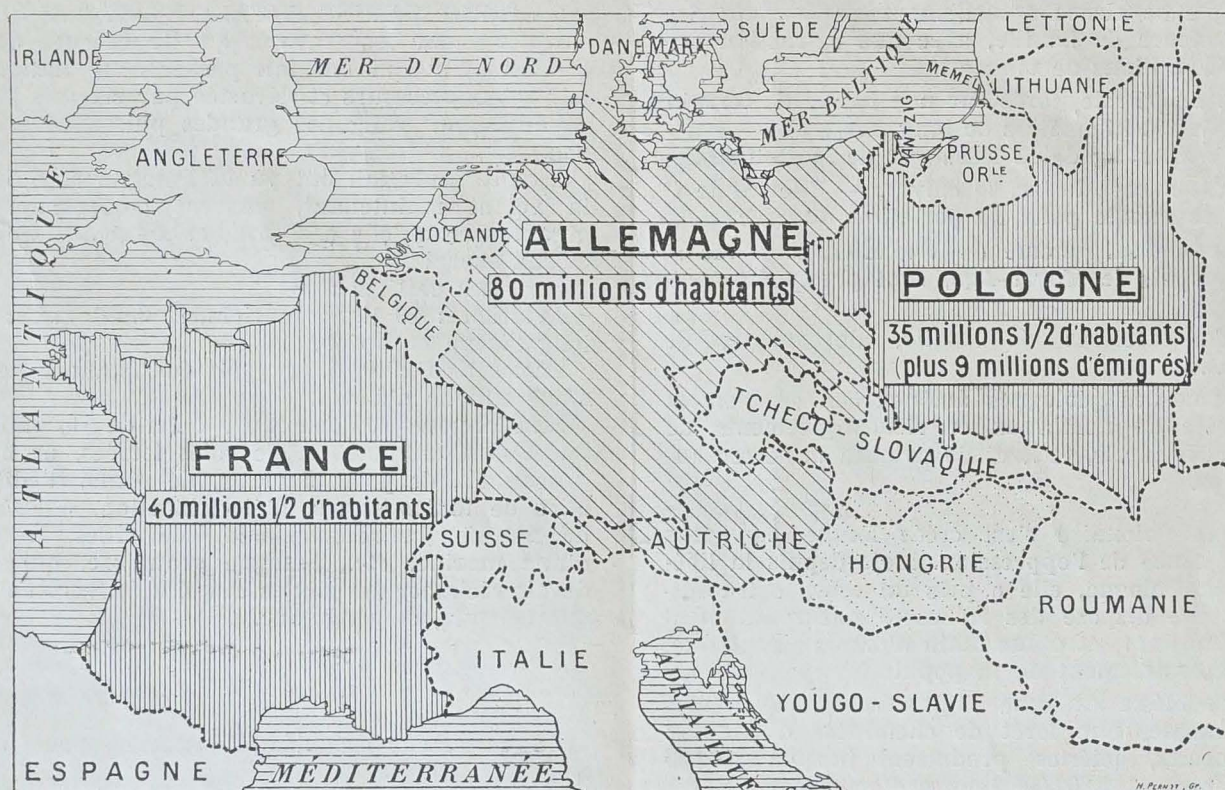 IRLANDE
MER DU NORD
DANEMARK
SUÈDE
MER BALTIQUE
LETTONIE
MEMEL
LITHUANIE
ANGLETERRE
DANTZIG
PRUSSE
ORLE
ATLANTIQUE
HOLLANDE
ALLEMAGNE
80 millions d'habitants
BELGIQUE
POLOGNE
35 millions 1/2 d'habitants
(plus 9 millions d'émigrés)
TCHECO-SLOVAQUIE
FRANCE
40 millions 1/2 d'habitants
SUISSE
AUTRICHE
HONGRIE
ROUMANIE
ITALIE
ADRIATIQUE
YOUGO-SLAVIE
ESPAGNE
MÉDITERRANÉE